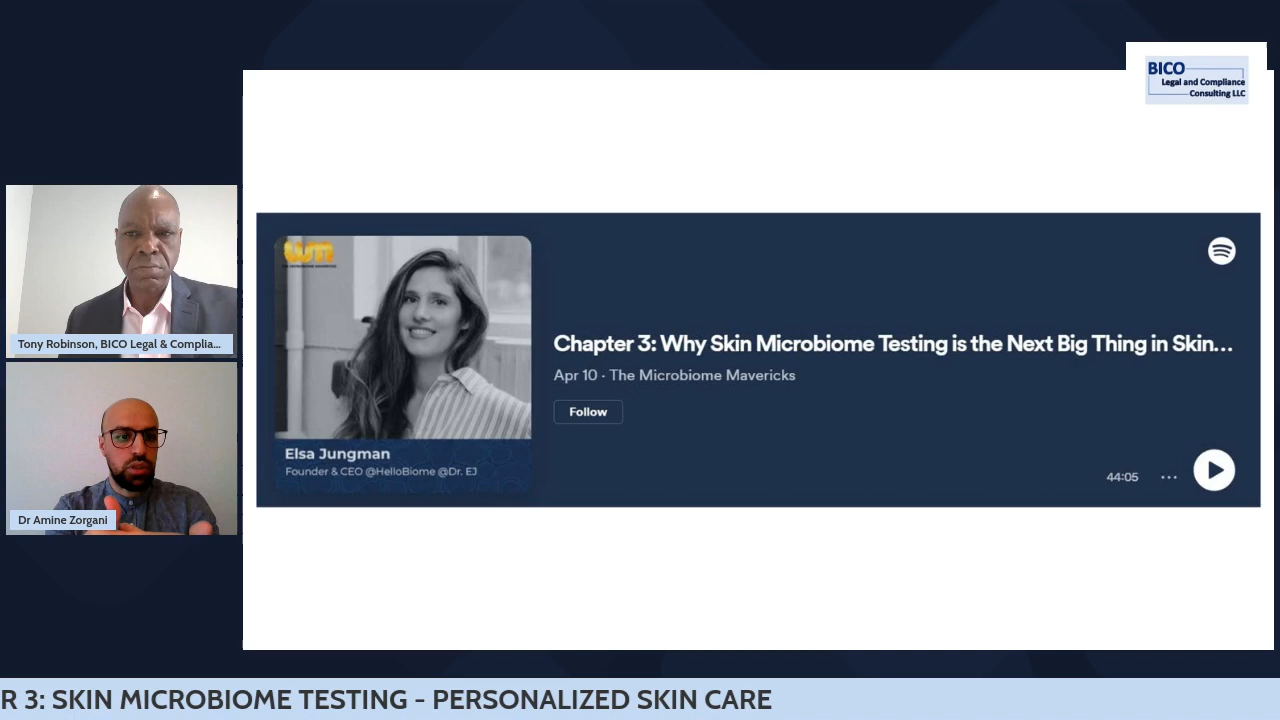 BICO
Legal and Compliance
Consulting LLC
Tony Robinson, BICO Legal & Complia...
Dr Amine Zorgani
Elsa Jungman
Founder & CEO @HelloBiome @Dr. EJ
Chapter 3: Why Skin Microbiome Testing is the Next Big Thing in Skin...
Apr 10 · The Microbiome Mavericks
Follow
44:05
R 3: SKIN MICROBIOME TESTING - PERSONALIZED SKIN CARE